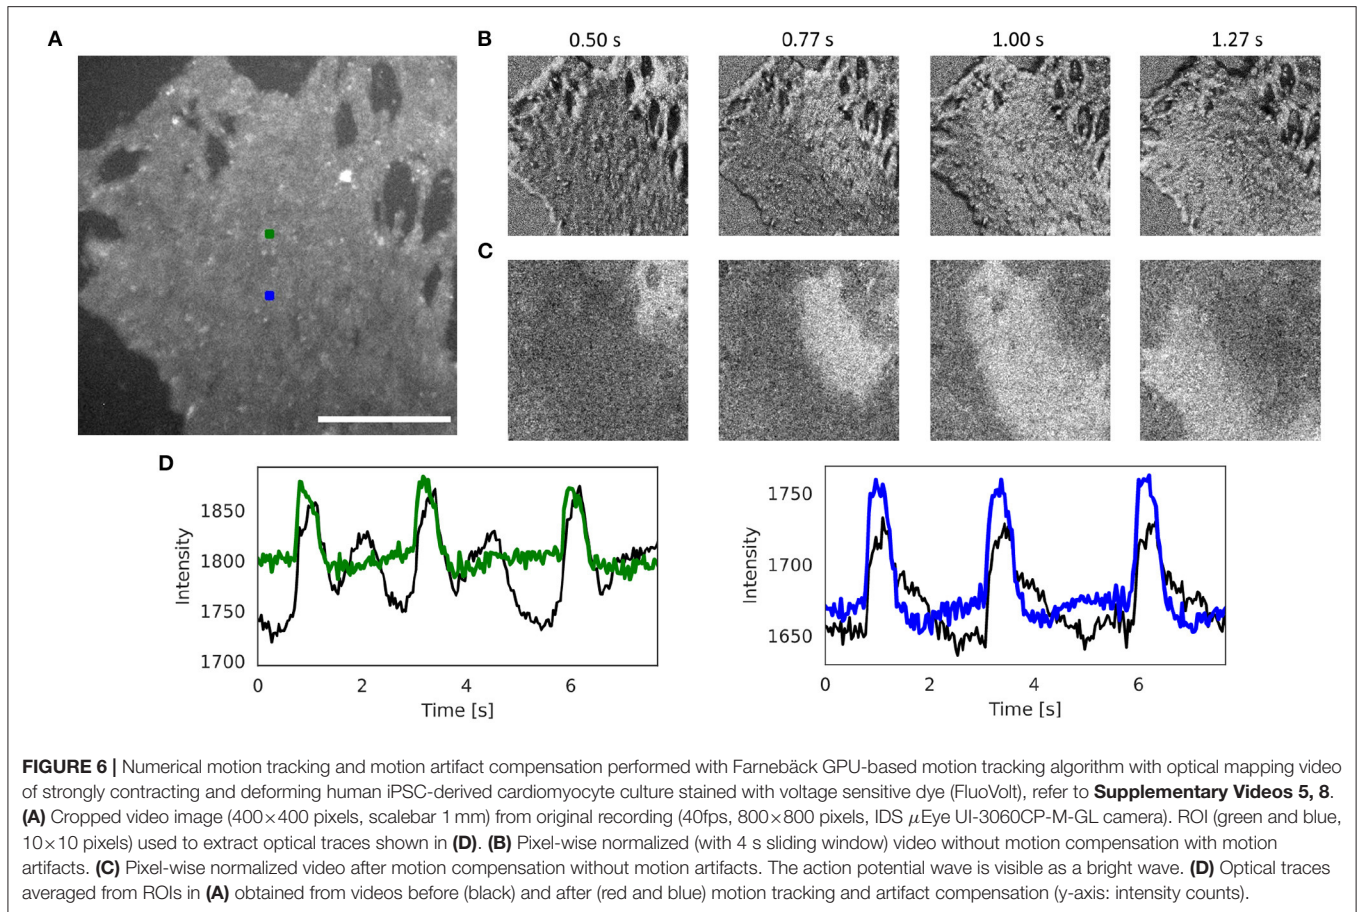 A
B
0.50 s
0.77 s
1.00 s
1.27 s
C
D
1850
1800
1750
1700
Intensity
0
2
4
6
Time [s]
1750
1700
1650
Intensity
0
2
4
6
Time [s]
FIGURE 6 | Numerical motion tracking and motion artifact compensation performed with Farnebäck GPU-based motion tracking algorithm with optical mapping video
of strongly contracting and deforming human iPSC-derived cardiomyocyte culture stained with voltage sensitive dye (FluoVolt), refer to Supplementary Videos 5, 8.
(A) Cropped video image (400×400 pixels, scalebar 1 mm) from original recording (40fps, 800×800 pixels, IDS μEye UI-3060CP-M-GL camera). ROI (green and blue,
10×10 pixels) used to extract optical traces shown in (D). (B) Pixel-wise normalized (with 4 s sliding window) video without motion compensation with motion
artifacts. (C) Pixel-wise normalized video after motion compensation without motion artifacts. The action potential wave is visible as a bright wave. (D) Optical traces
averaged from ROIs in (A) obtained from videos before (black) and after (red and blue) motion tracking and artifact compensation (y-axis: intensity counts).